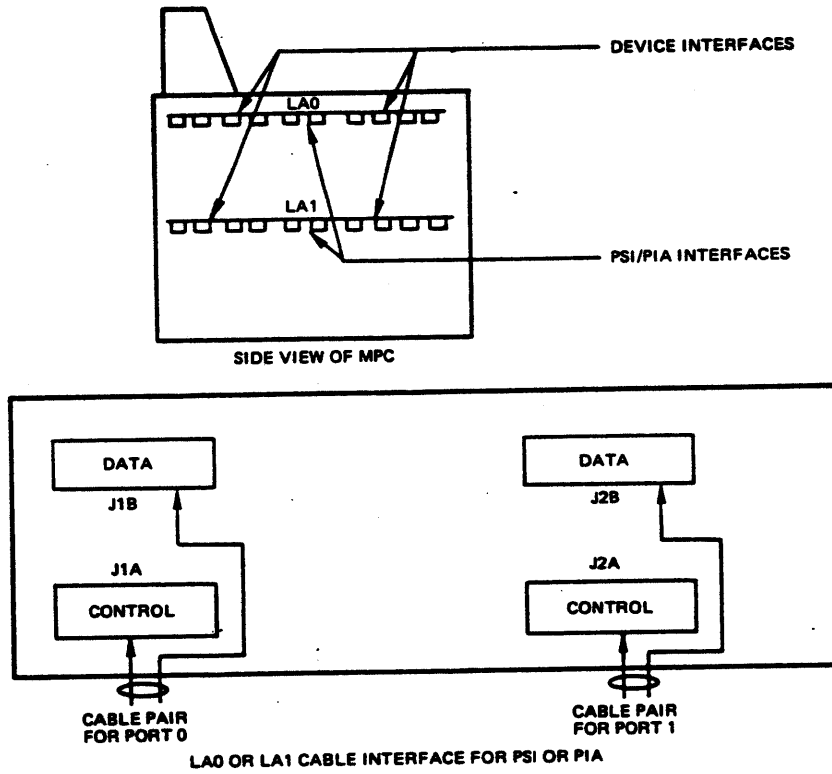 DEVICE INTERFACES
LA0
LA1
PSI/PIA INTERFACES
SIDE VIEW OF MPC
DATA
DATA
J1B
J2B
J1A
J2A
CONTROL
CONTROL
CABLE PAIR
FOR PORT 0
CABLE PAIR
FOR PORT 1
LA0 OR LA1 CABLE INTERFACE FOR PSI OR PIA